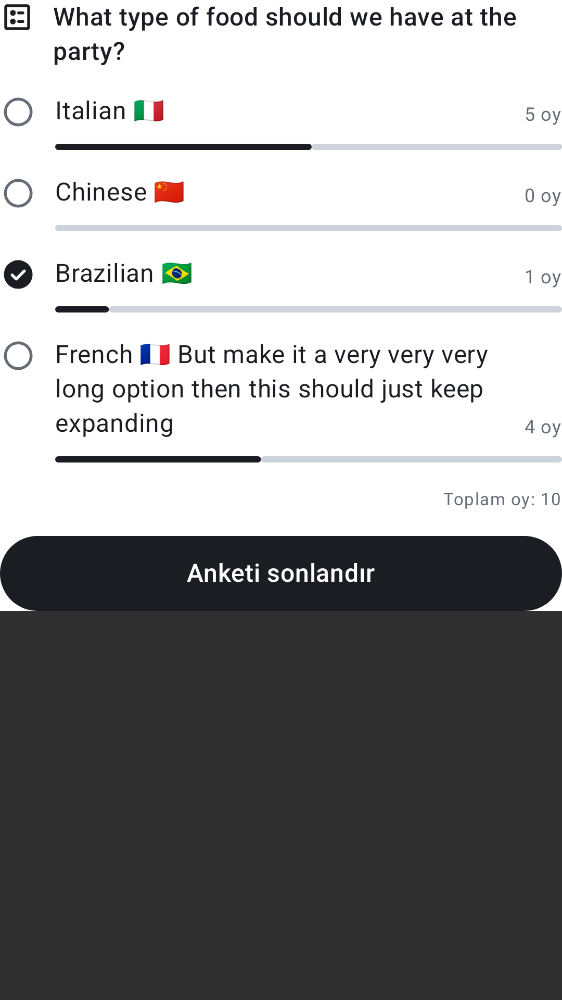 What type of food should we have at the
party?
Italian 🇮🇹
5 oy
Chinese 🇨🇳
0 oy
Brazilian 🇧🇷
1 oy
French 🇫🇷 But make it a very very very
long option then this should just keep
expanding
4 oy
Toplam oy: 10
Anketi sonlandır